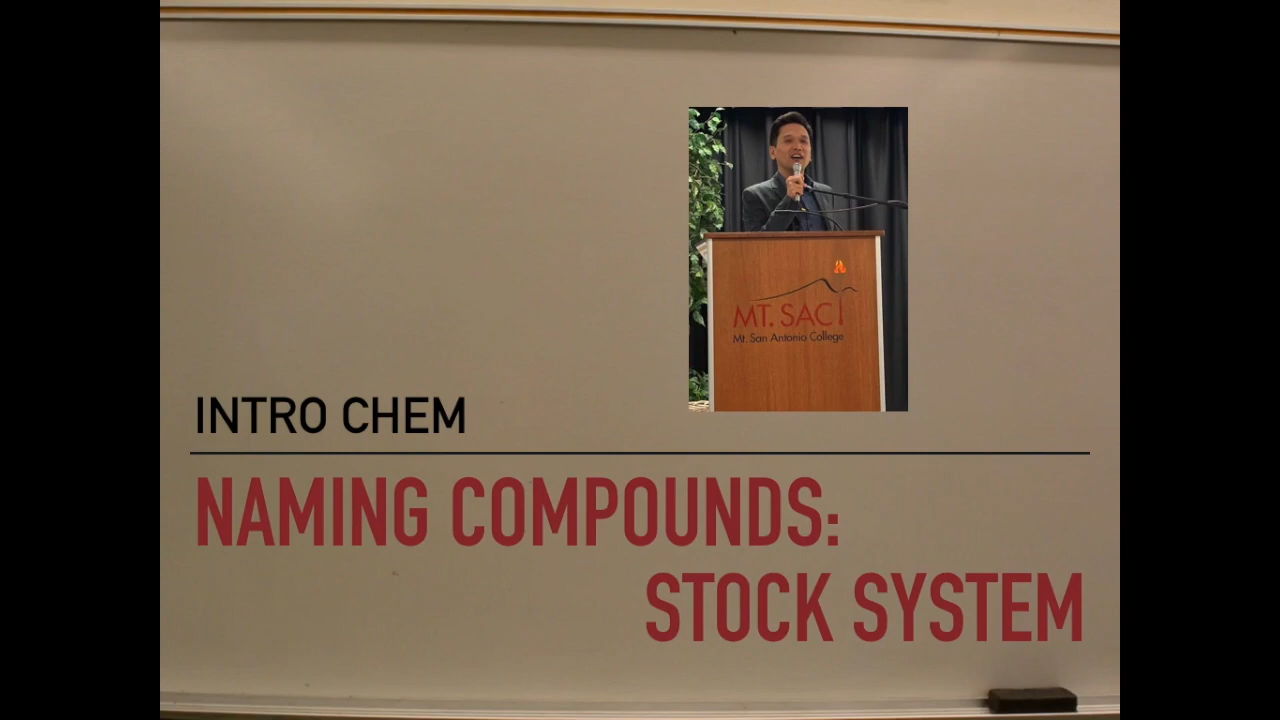 MT. SAC
Mt. San Antonio College
INTRO CHEM
NAMING COMPOUNDS:
STOCK SYSTEM